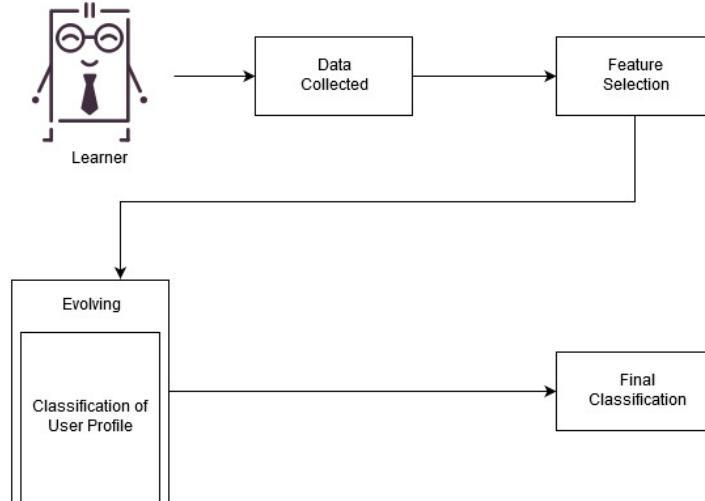 Data
Collected
Feature
Selection
Learner
Evolving
Classification of
User Profile
Final
Classification